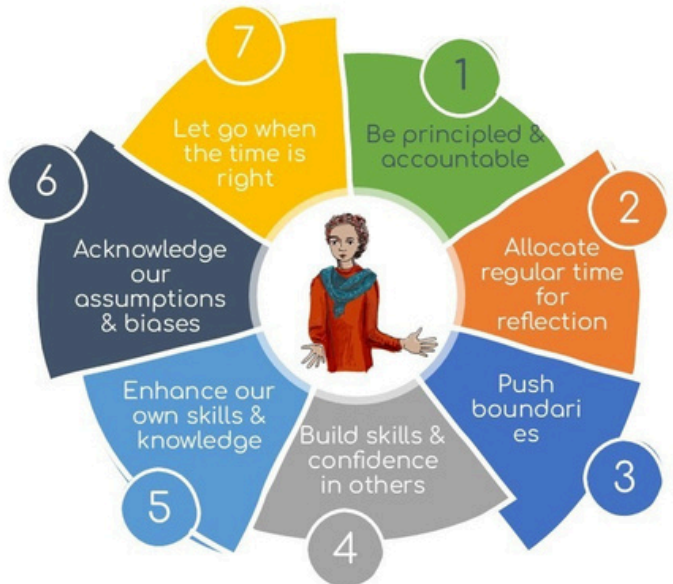 1
Be principled &
accountable
2
Allocate
regular time
for
reflection
3
Push
boundari
es
4
Build skills &
confidence
in others
5
Enhance our
own skills &
knowledge
6
Acknowledge
our
assumptions
& biases
7
Let go when
the time is
right